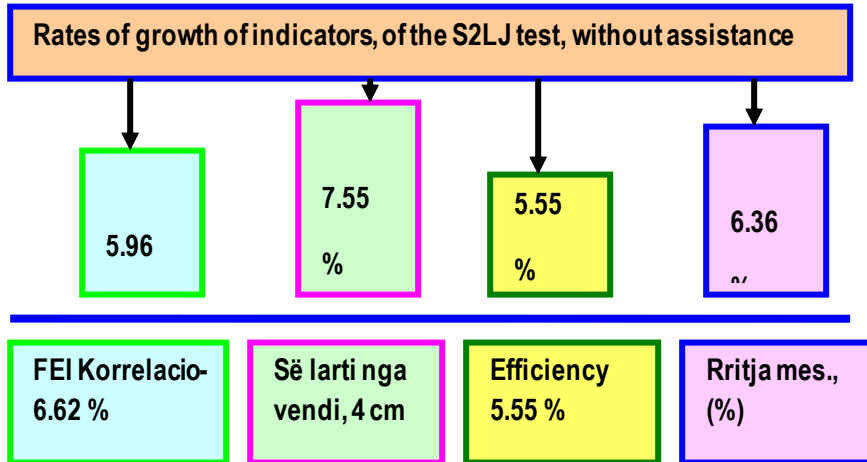 Rates of growth of indicators, of the S2LJ test, without assistance
5.96
7.55
%
5.55
%
6.36
%
FEI Korrelacio-
6.62 %
Së larti nga
vendi, 4 cm
Efficiency
5.55 %
Rritja mes.,
(%)